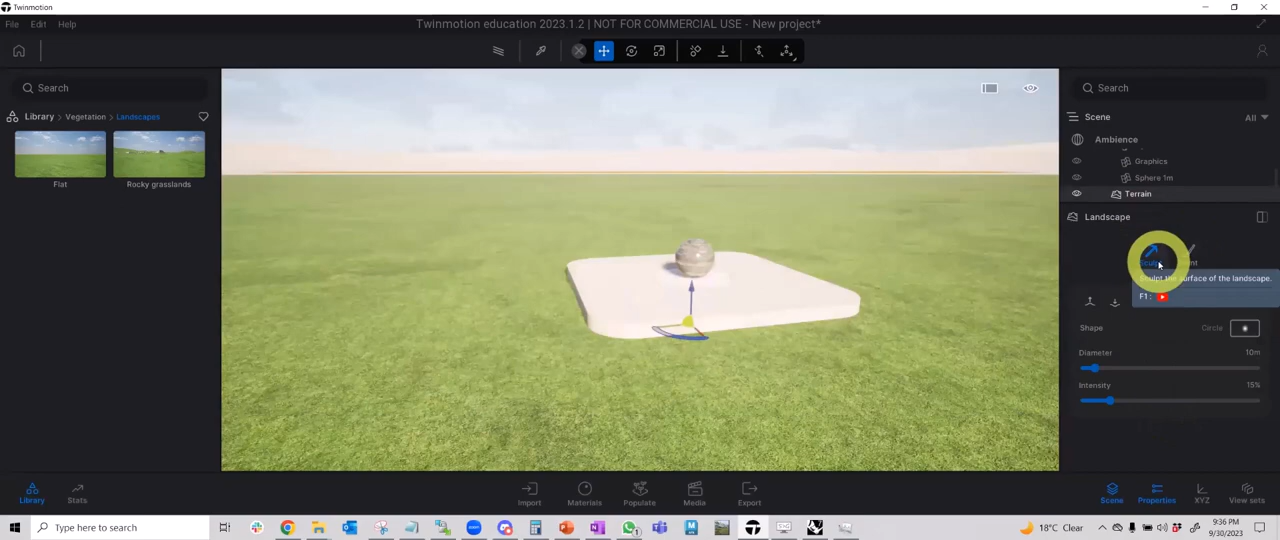 Twinmotion
File Edit Help
Twinmotion education 2023.1.2 | NOT FOR COMMERCIAL USE - New project*
Search
Library > Vegetation > Landscapes
Flat
Rocky grasslands
Search
Scene
All
Ambience
Graphics
Sphere 1m
Terrain
Landscape
Sculpt the surface of the landscape.
F1 :
Shape
Circle
Diameter
10m
Intensity
15%
Library
Stats
Import
Materials
Populate
Media
Export
Scene
Properties
XYZ
View sets
Type here to search
18°C Clear
9:36 PM
9/30/2023